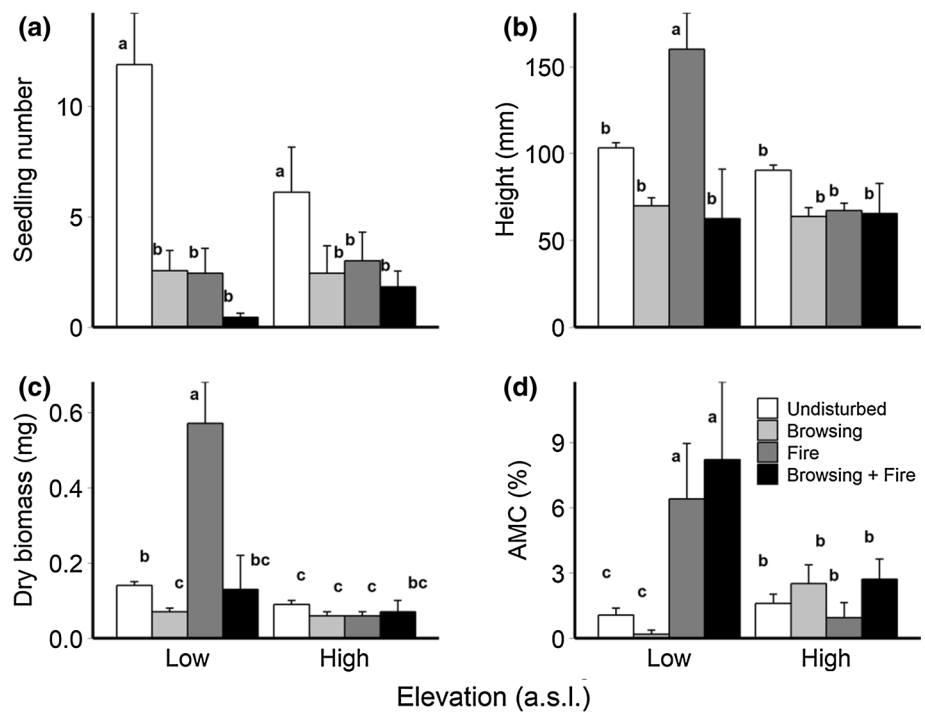 (a)
Seedling number
10
5
0
a
b
b
b
a
b
b
b
(b)
Height (mm)
150
100
50
0
b
b
a
b
b
b
b
b
(c)
Dry biomass (mg)
0.6
0.4
0.2
0.0
b
c
a
bc
c
c
c
bc
Low
High
(d)
AMC (%)
9
6
3
0
c
c
a
a
b
b
b
b
Undisturbed
Browsing
Fire
Browsing + Fire
Low
High
Elevation (a.s.l.)